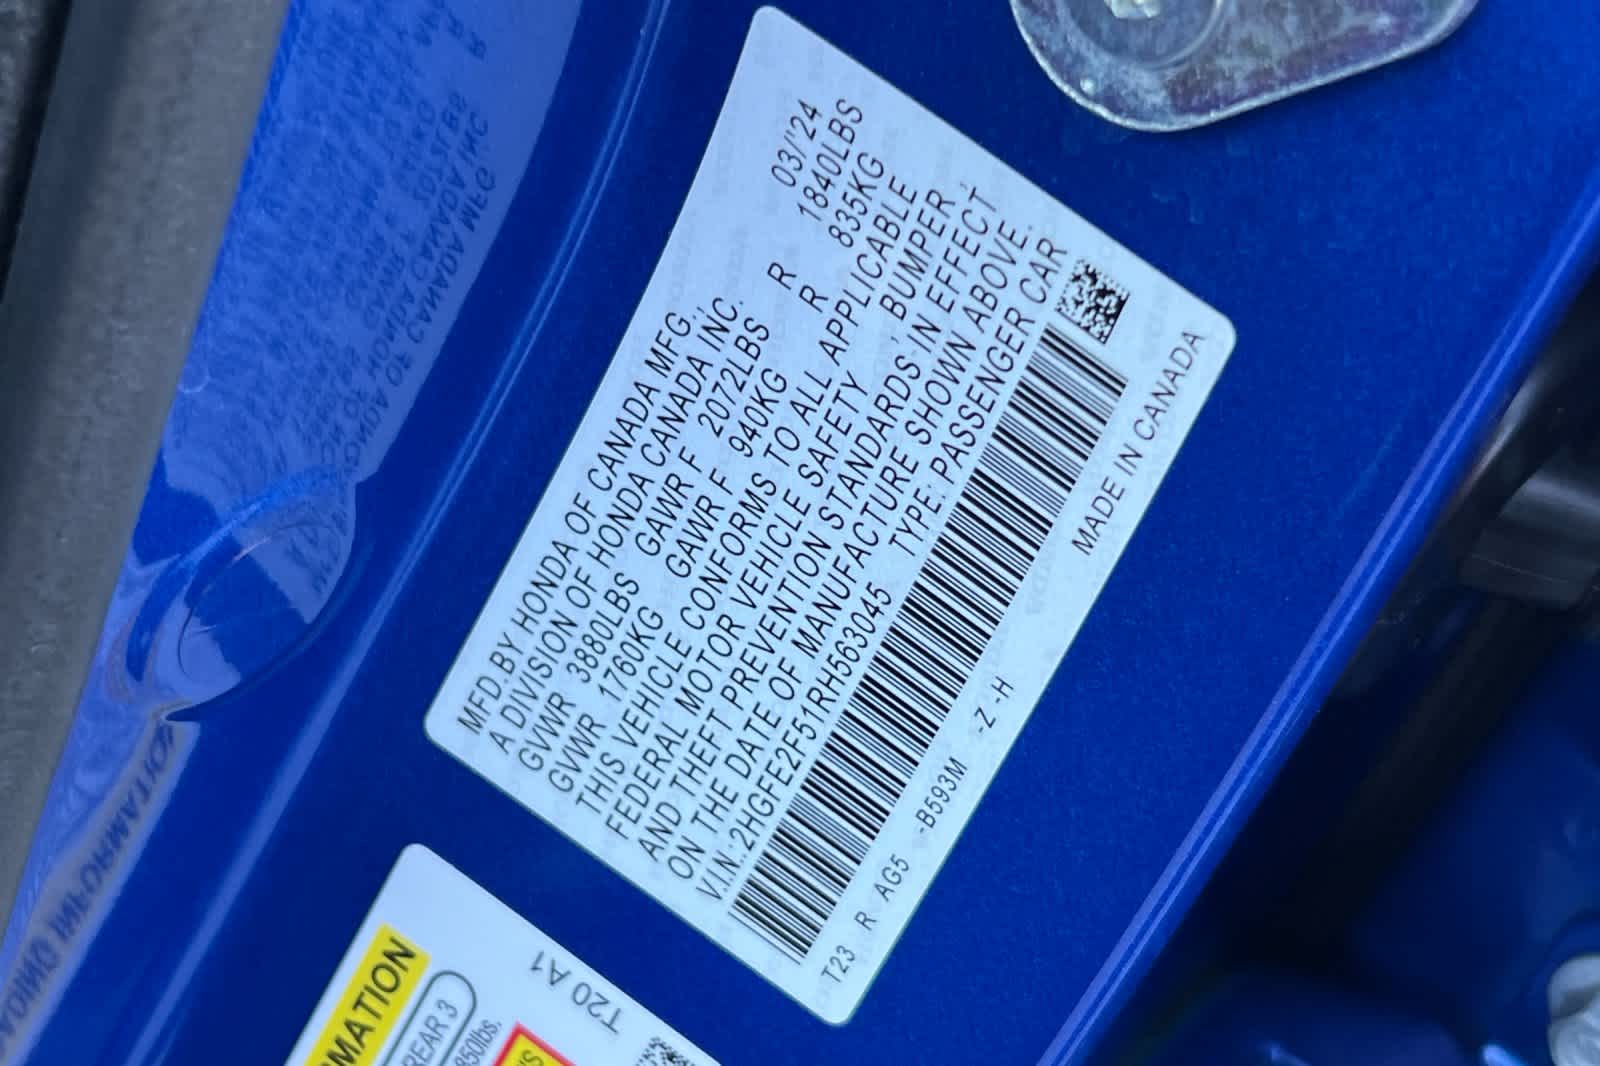 MFD.BY HONDA OF CANADA MFG.,
A DIVISION OF HONDA CANADA INC. 03/'24
GVWR 3880LBS GAWR F 2072LBS R 1840LBS
GVWR 1760KG GAWR F 940KG R 835KG
THIS VEHICLE CONFORMS TO ALL APPLICABLE
FEDERAL MOTOR VEHICLE SAFETY , BUMPER ,
AND THEFT PREVENTION STANDARDS IN EFFECT
ON THE DATE OF MANUFACTURE SHOWN ABOVE.
V.I.N.:2HGFE2F51RH563045 TYPE: PASSENGER CAR
T23 R AG5 -B593M -Z -H MADE IN CANADA
REAR 3
850lbs.
T20 A1